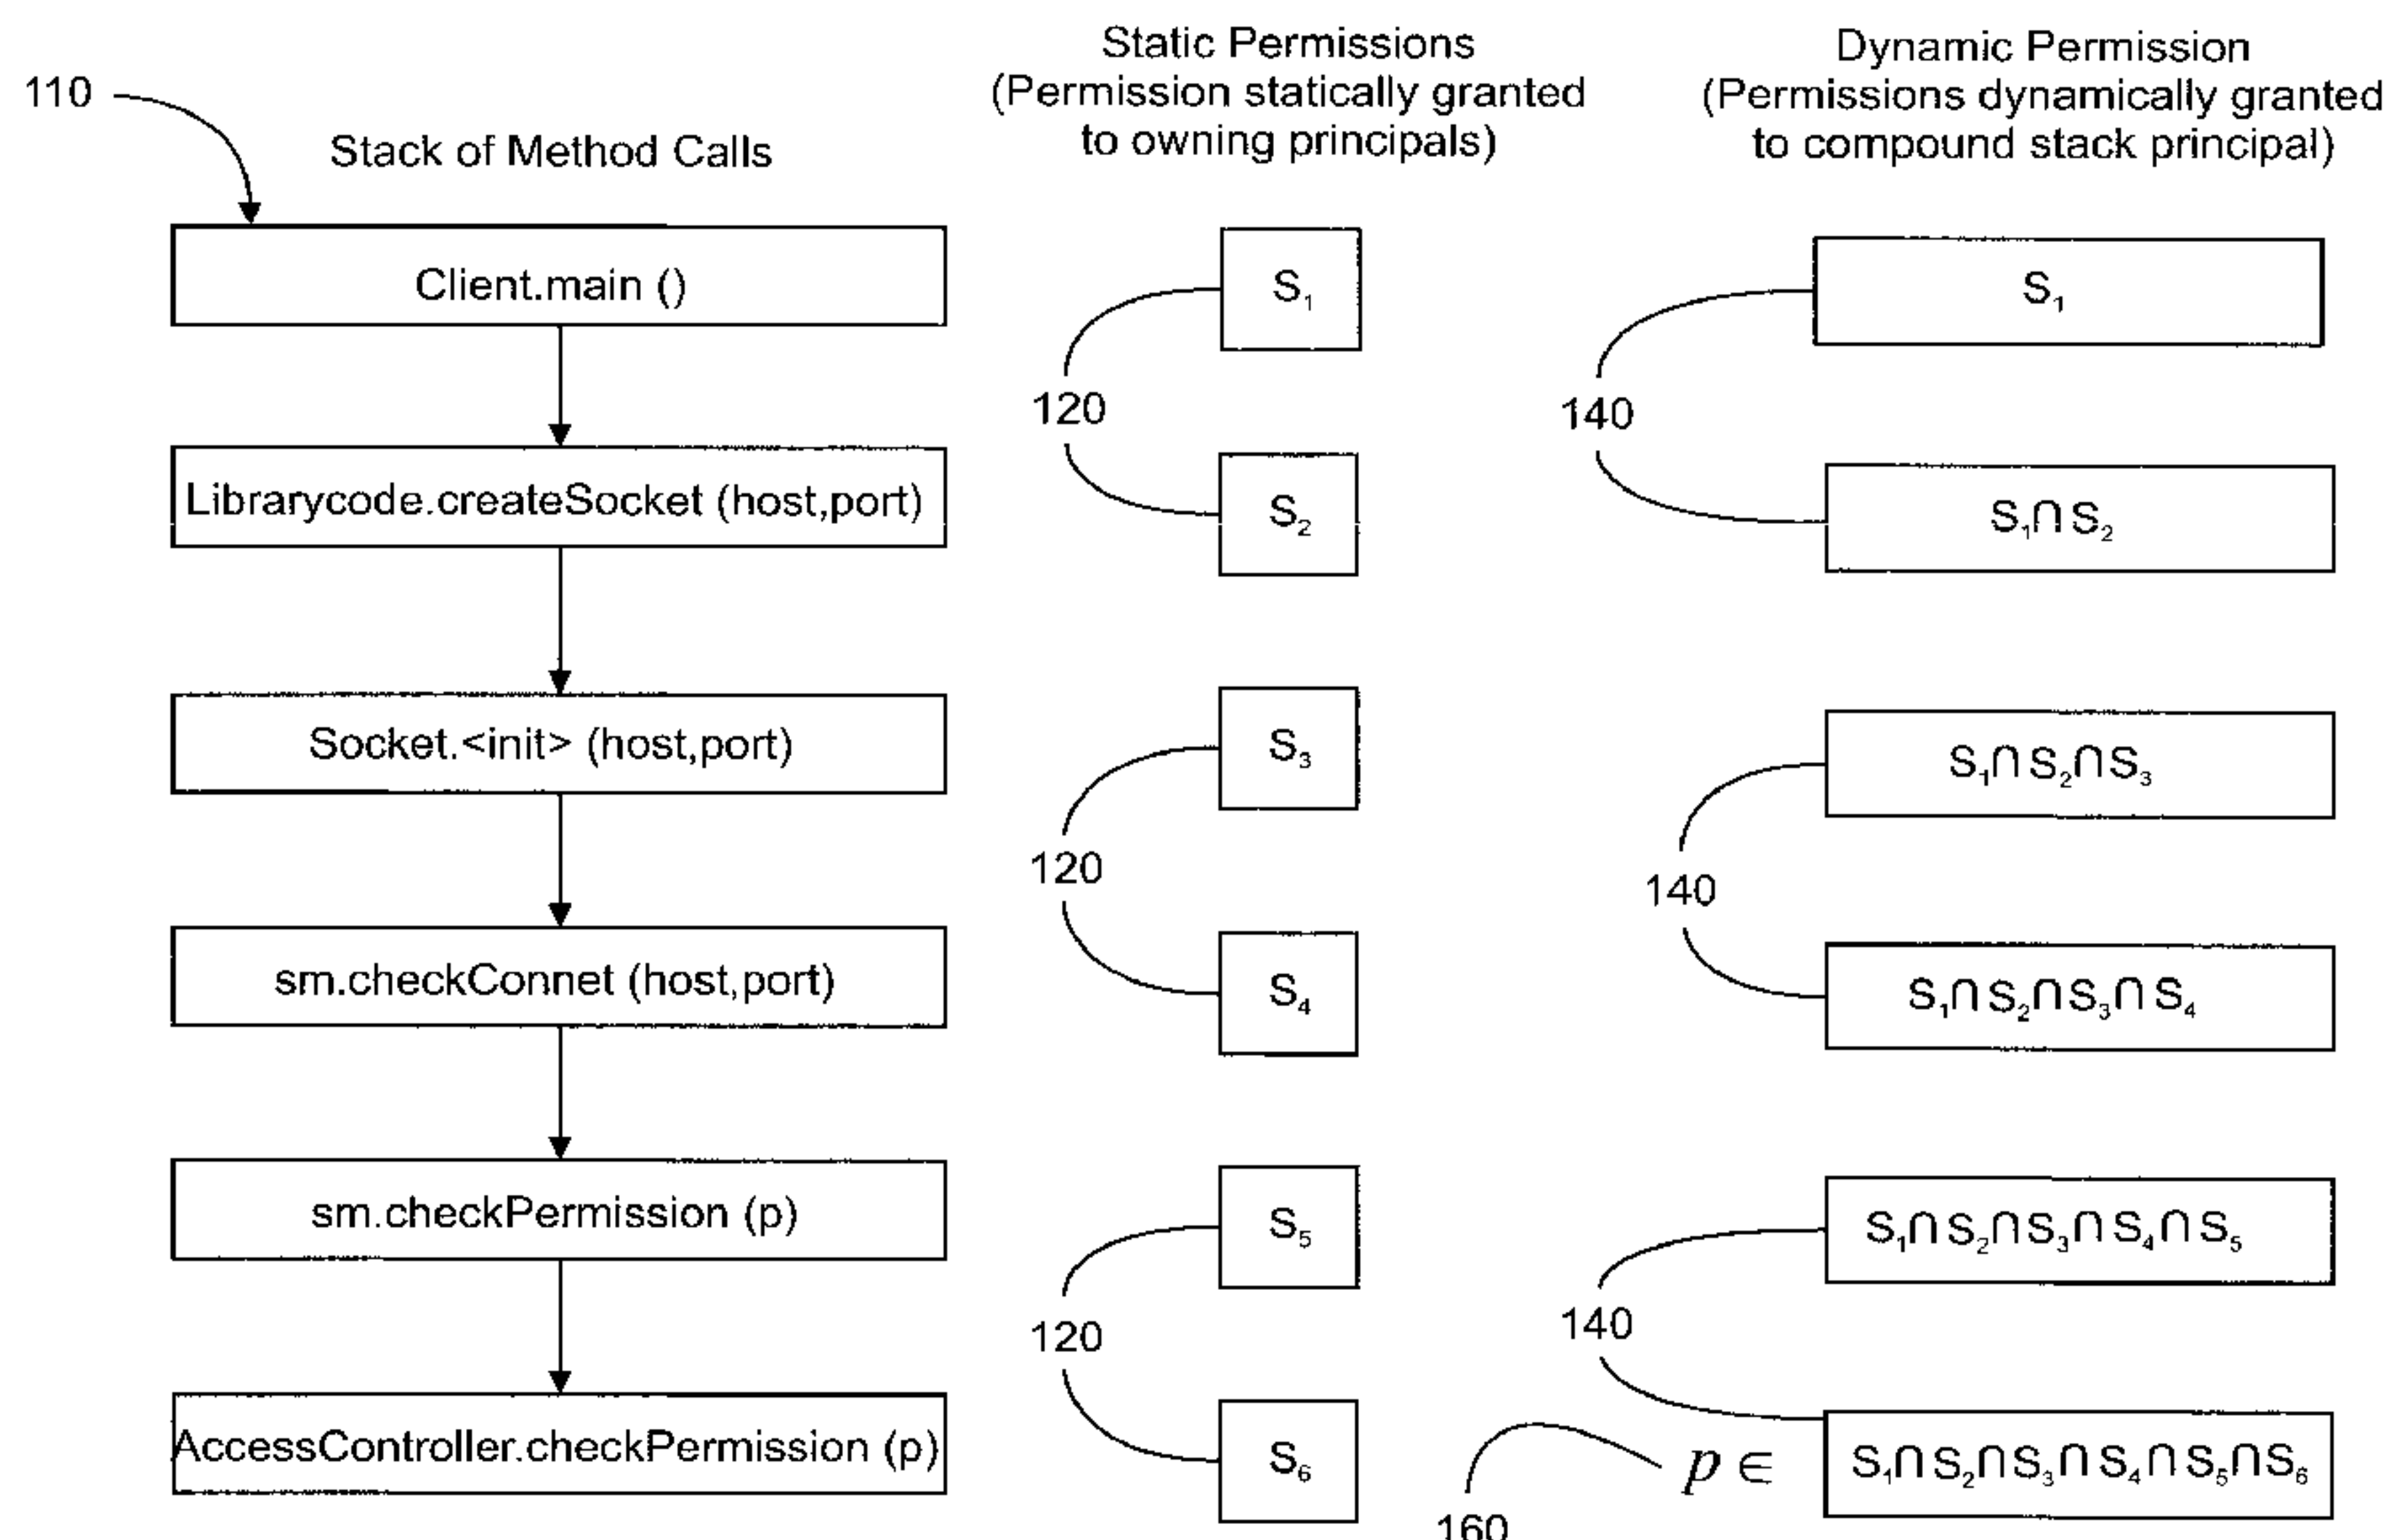 110
Stack of Method Calls
Static Permissions
(Permission statically granted
to owning principals)
Dynamic Permission
(Permissions dynamically granted
to compound stack principal)
Client.main ()
S₁
S₁
120
140
Librarycode.createSocket (host,port)
S₂
S₁∩S₂
Socket.<init> (host,port)
S₃
S₁∩S₂∩S₃
120
140
sm.checkConnet (host,port)
S₄
S₁∩S₂∩S₃∩S₄
sm.checkPermission (p)
S₅
S₁∩S₂∩S₃∩S₄∩S₅
120
140
AccessController.checkPermission (p)
S₆
p ∈
S₁∩S₂∩S₃∩S₄∩S₅∩S₆
160